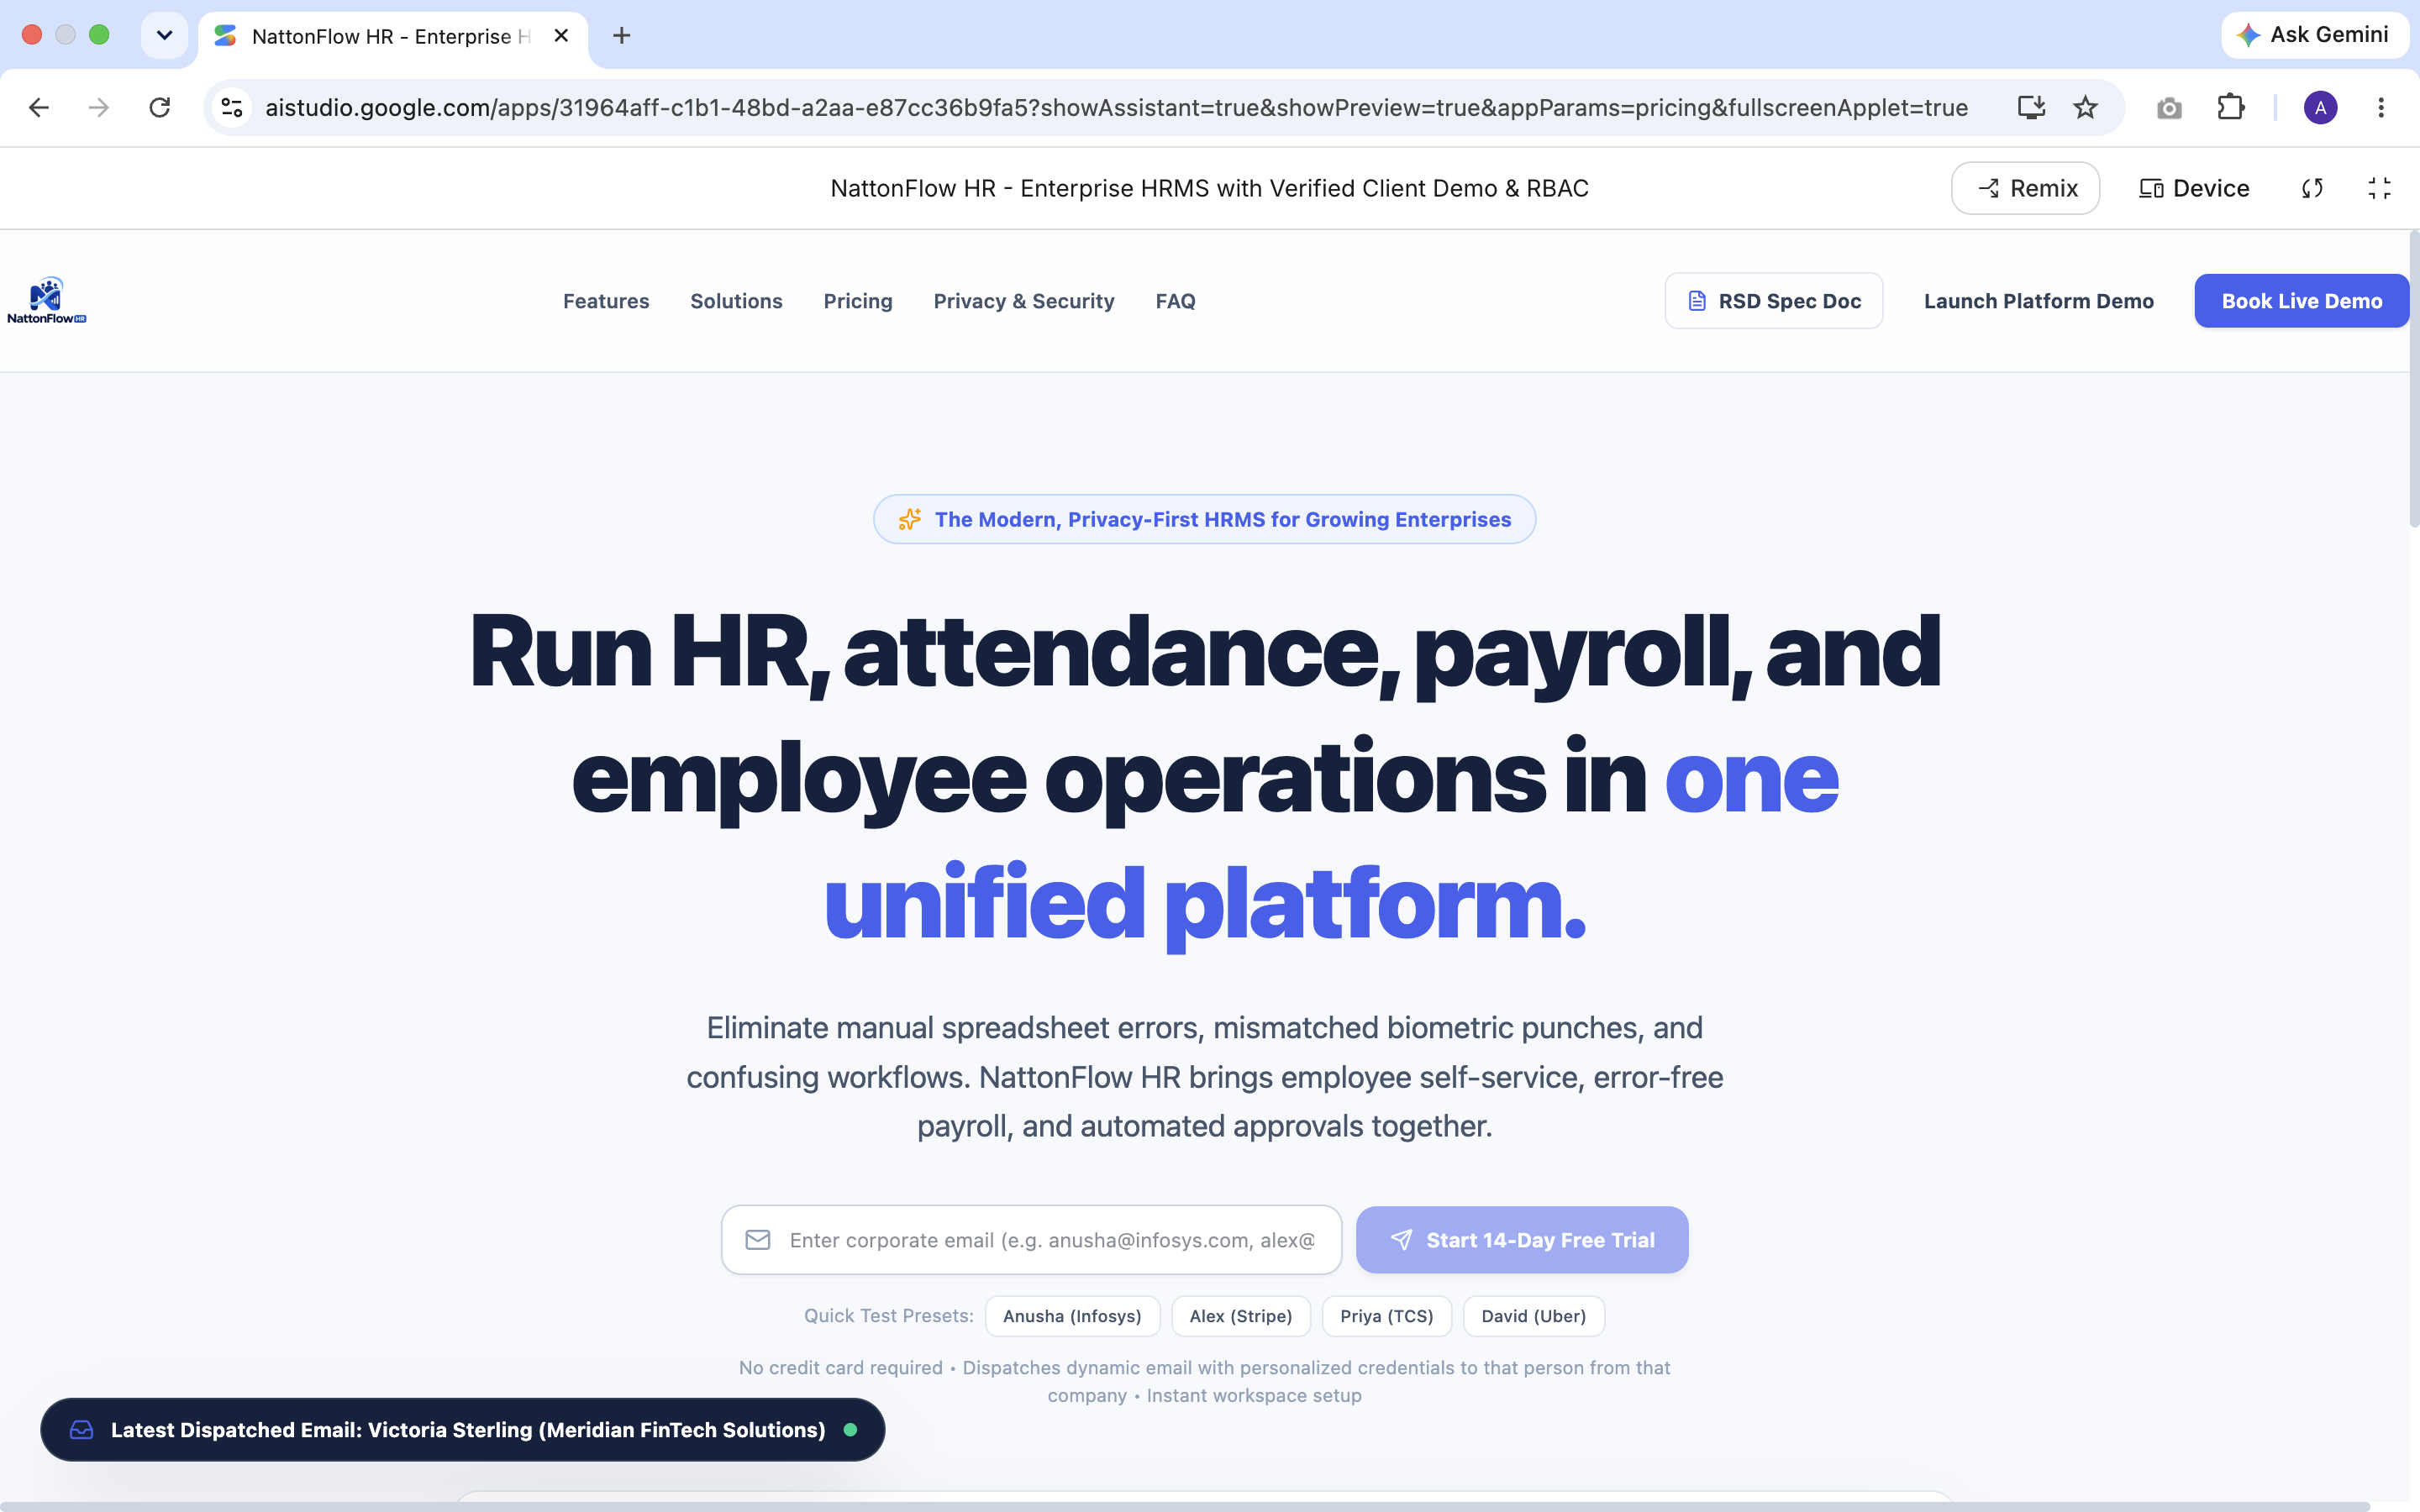 NattonFlow HR - Enterprise H
Ask Gemini
aistudio.google.com/apps/31964aff-c1b1-48bd-a2aa-e87cc36b9fa5?showAssistant=true&showPreview=true&appParams=pricing&fullscreenApplet=true
A
NattonFlow HR - Enterprise HRMS with Verified Client Demo & RBAC
Remix
Device
NattonFlow HR
Features
Solutions
Pricing
Privacy & Security
FAQ
RSD Spec Doc
Launch Platform Demo
Book Live Demo
The Modern, Privacy-First HRMS for Growing Enterprises
Run HR, attendance, payroll, and
employee operations in one
unified platform.
Eliminate manual spreadsheet errors, mismatched biometric punches, and
confusing workflows. NattonFlow HR brings employee self-service, error-free
payroll, and automated approvals together.
Enter corporate email (e.g. anusha@infosys.com, alex@
Start 14-Day Free Trial
Quick Test Presets:
Anusha (Infosys)
Alex (Stripe)
Priya (TCS)
David (Uber)
No credit card required • Dispatches dynamic email with personalized credentials to that person from that
company • Instant workspace setup
Latest Dispatched Email: Victoria Sterling (Meridian FinTech Solutions)